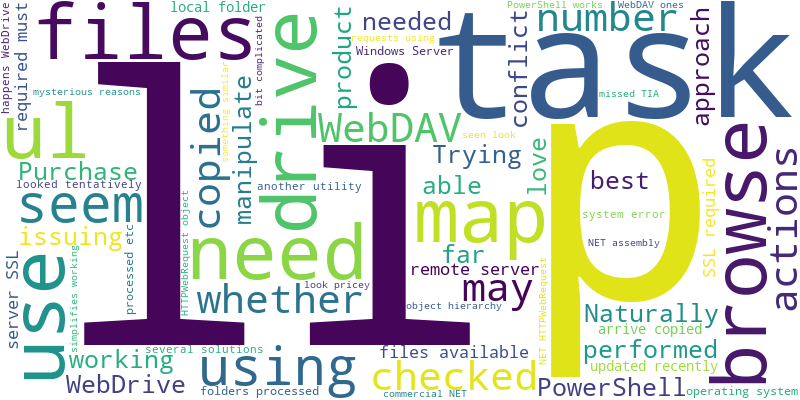 happens WebDrive
required must
local folder
files
needed
PowerShell works
WebDAV ones
number
task
Windows Server
requests using
product
conflict
approach
bit complicated
drive
li
p
mysterious reasons
something similar
copied
manipulate
ul
WebDAV
seen look
missed TIA
Trying
love
browse
actions
Purchase
looked tentatively
another utility
able
best
seem
map
system error
SSL required
issuing
need
far
NET assembly
use
server SSL
simplifies working
processed etc
HTTPWebRequest object
whether
look pricey
remote server
may
object hierarchy
NET HTTPWebRequest
Naturally
arrive copied
several solutions
files available
performed
working
using
checked
updated recently
WebDrive
folders processed
commercial NET
PowerShell
operating system